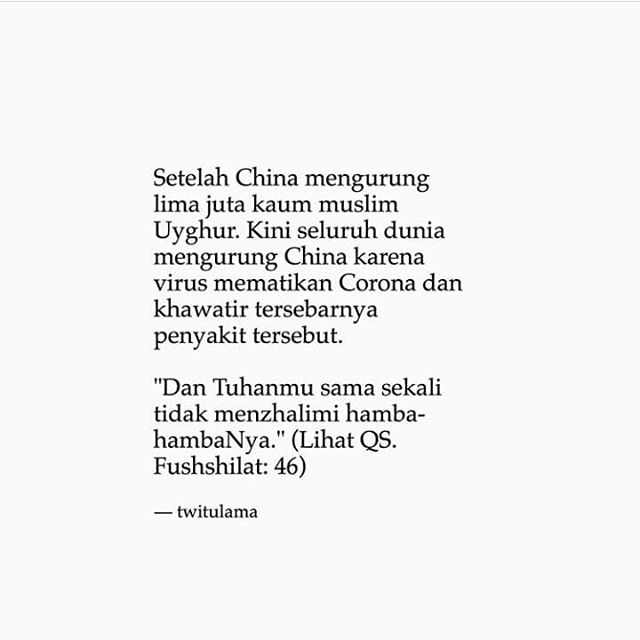 Setelah China mengurung
lima juta kaum muslim
Uyghur. Kini seluruh dunia
mengurung China karena
virus mematikan Corona dan
khawatir tersebarnya
penyakit tersebut.
"Dan Tuhanmu sama sekali
tidak menzhalimi hamba-
hambaNya." (Lihat QS.
Fushshilat: 46)
— twitulama